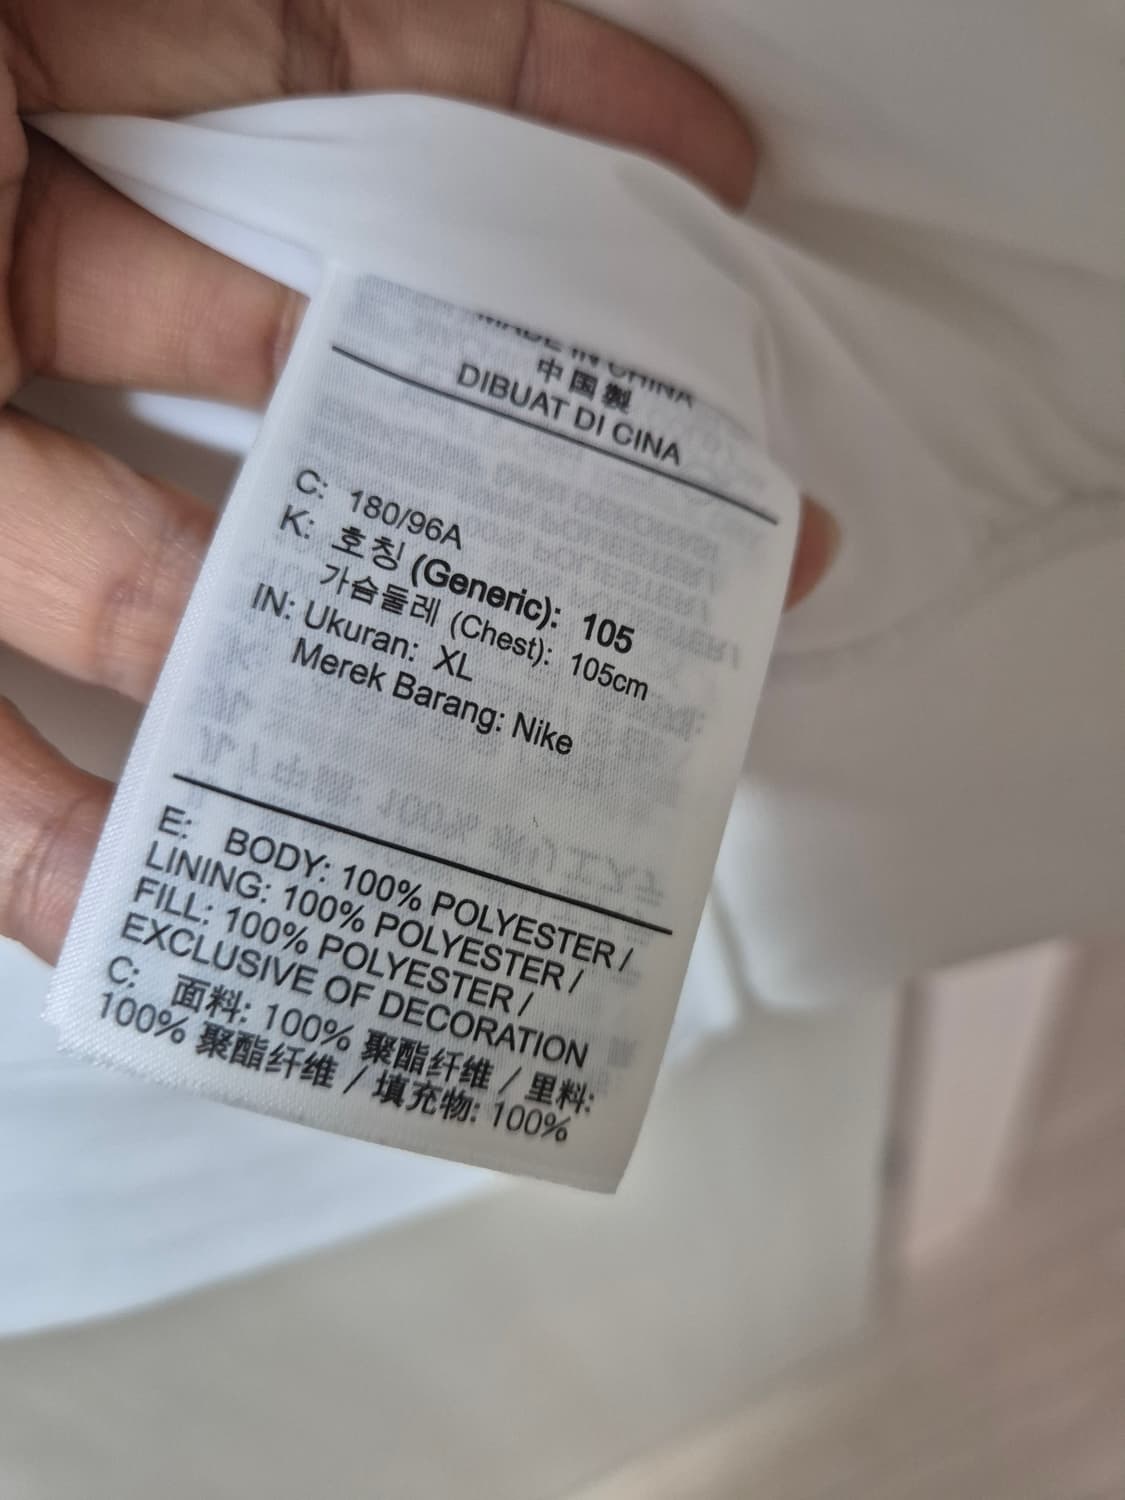 MADE IN CHINA
中国製
DIBUAT DI CINA
C: 180/96A
K: 호칭 (Generic): 105
가슴둘레 (Chest): 105cm
IN: Ukuran: XL
Merek Barang: Nike
E: BODY: 100% POLYESTER /
LINING: 100% POLYESTER /
FILL: 100% POLYESTER /
EXCLUSIVE OF DECORATION
C: 面料: 100% 聚酯纤维 / 里料:
100% 聚酯纤维 / 填充物: 100%